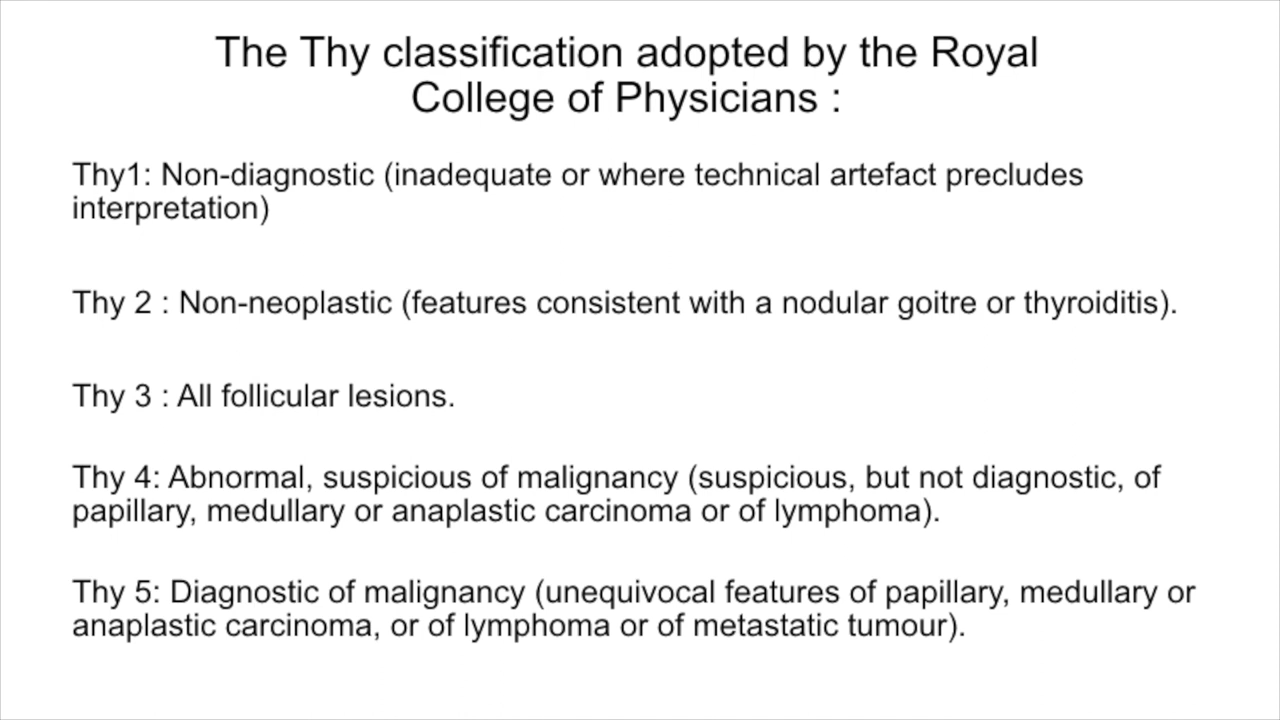 The Thy classification adopted by the Royal
College of Physicians :
Thy1: Non-diagnostic (inadequate or where technical artefact precludes
interpretation)
Thy 2 : Non-neoplastic (features consistent with a nodular goitre or thyroiditis).
Thy 3 : All follicular lesions.
Thy 4: Abnormal, suspicious of malignancy (suspicious, but not diagnostic, of
papillary, medullary or anaplastic carcinoma or of lymphoma).
Thy 5: Diagnostic of malignancy (unequivocal features of papillary, medullary or
anaplastic carcinoma, or of lymphoma or of metastatic tumour).